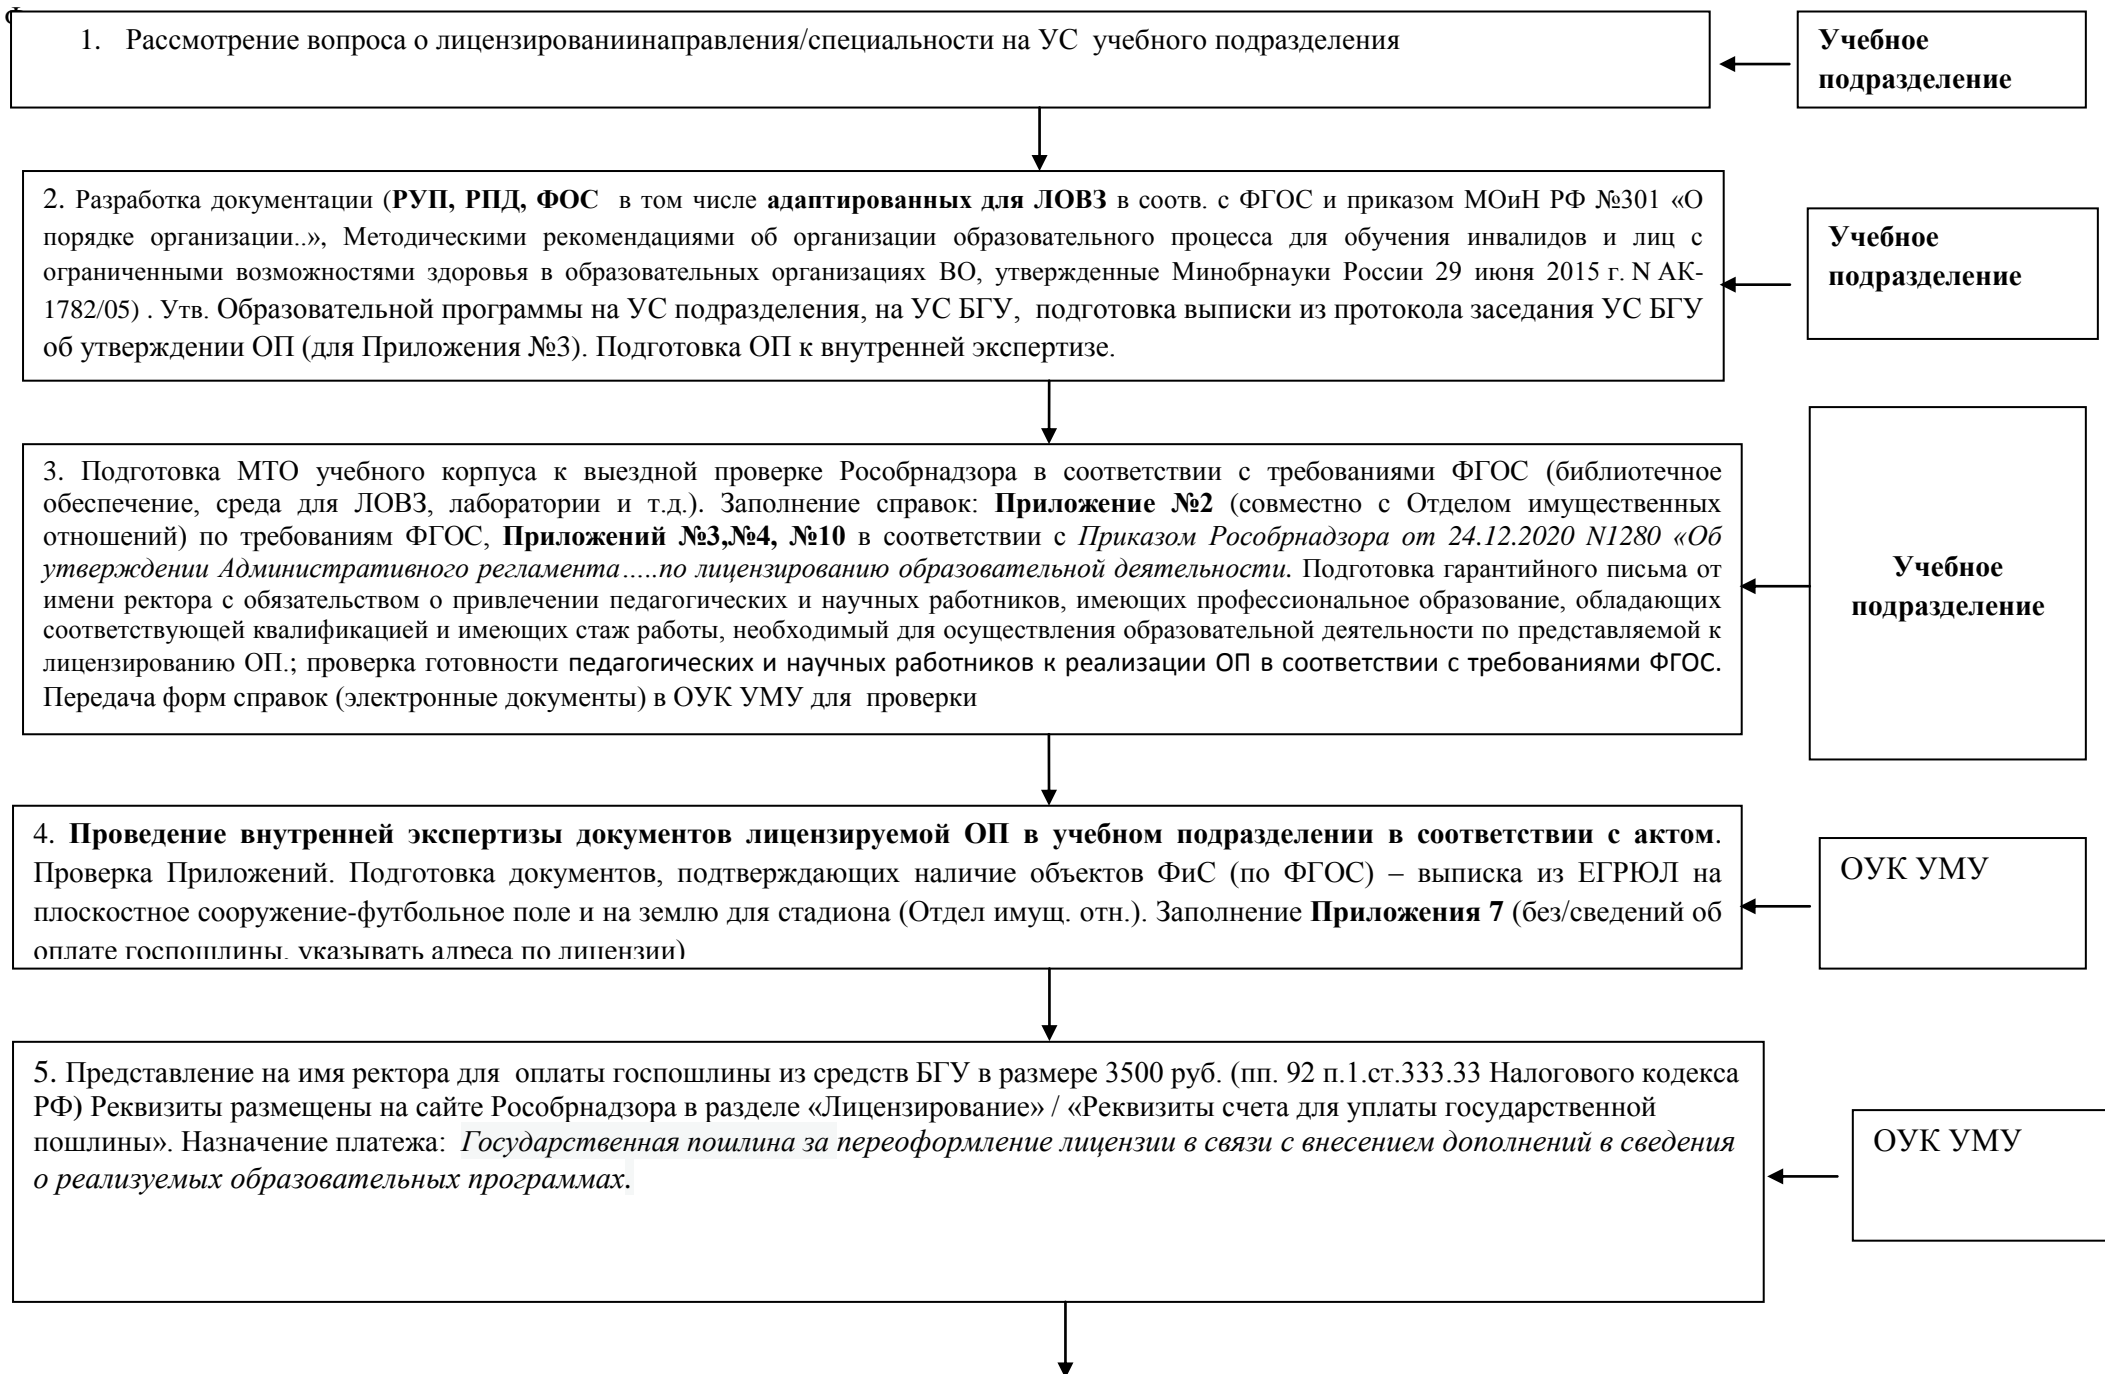 1. Рассмотрение вопроса о лицензированиинаправления/специальности на УС учебного подразделения
Учебное
подразделение
2. Разработка документации (РУП, РПД, ФОС в том числе адаптированных для ЛОВЗ в соотв. с ФГОС и приказом МОиН РФ №301 «О
порядке организации..», Методическими рекомендациями об организации образовательного процесса для обучения инвалидов и лиц с
ограниченными возможностями здоровья в образовательных организациях ВО, утвержденные Минобрнауки России 29 июня 2015 г. N АК-
1782/05) . Утв. Образовательной программы на УС подразделения, на УС БГУ, подготовка выписки из протокола заседания УС БГУ
об утверждении ОП (для Приложения №3). Подготовка ОП к внутренней экспертизе.
Учебное
подразделение
3. Подготовка МТО учебного корпуса к выездной проверке Рособрнадзора в соответствии с требованиями ФГОС (библиотечное
обеспечение, среда для ЛОВЗ, лаборатории и т.д.). Заполнение справок: Приложение №2 (совместно с Отделом имущественных
отношений) по требованиям ФГОС, Приложений №3,№4, №10 в соответствии с Приказом Рособрнадзора от 24.12.2020 N1280 «Об
утверждении Административного регламента…..по лицензированию образовательной деятельности. Подготовка гарантийного письма от
имени ректора с обязательством о привлечении педагогических и научных работников, имеющих профессиональное образование, обладающих
соответствующей квалификацией и имеющих стаж работы, необходимый для осуществления образовательной деятельности по представляемой к
лицензированию ОП.; проверка готовности педагогических и научных работников к реализации ОП в соответствии с требованиями ФГОС.
Передача форм справок (электронные документы) в ОУК УМУ для проверки
Учебное
подразделение
4. Проведение внутренней экспертизы документов лицензируемой ОП в учебном подразделении в соответствии с актом.
Проверка Приложений. Подготовка документов, подтверждающих наличие объектов ФиС (по ФГОС) – выписка из ЕГРЮЛ на
плоскостное сооружение-футбольное поле и на землю для стадиона (Отдел имущ. отн.). Заполнение Приложения 7 (без/сведений об
оплате госпошлины, указывать адреса по лицензии)
ОУК УМУ
5. Представление на имя ректора для оплаты госпошлины из средств БГУ в размере 3500 руб. (пп. 92 п.1.ст.333.33 Налогового кодекса
РФ) Реквизиты размещены на сайте Рособрнадзора в разделе «Лицензирование» / «Реквизиты счета для уплаты государственной
пошлины». Назначение платежа: Государственная пошлина за переоформление лицензии в связи с внесением дополнений в сведения
о реализуемых образовательных программах.
ОУК УМУ